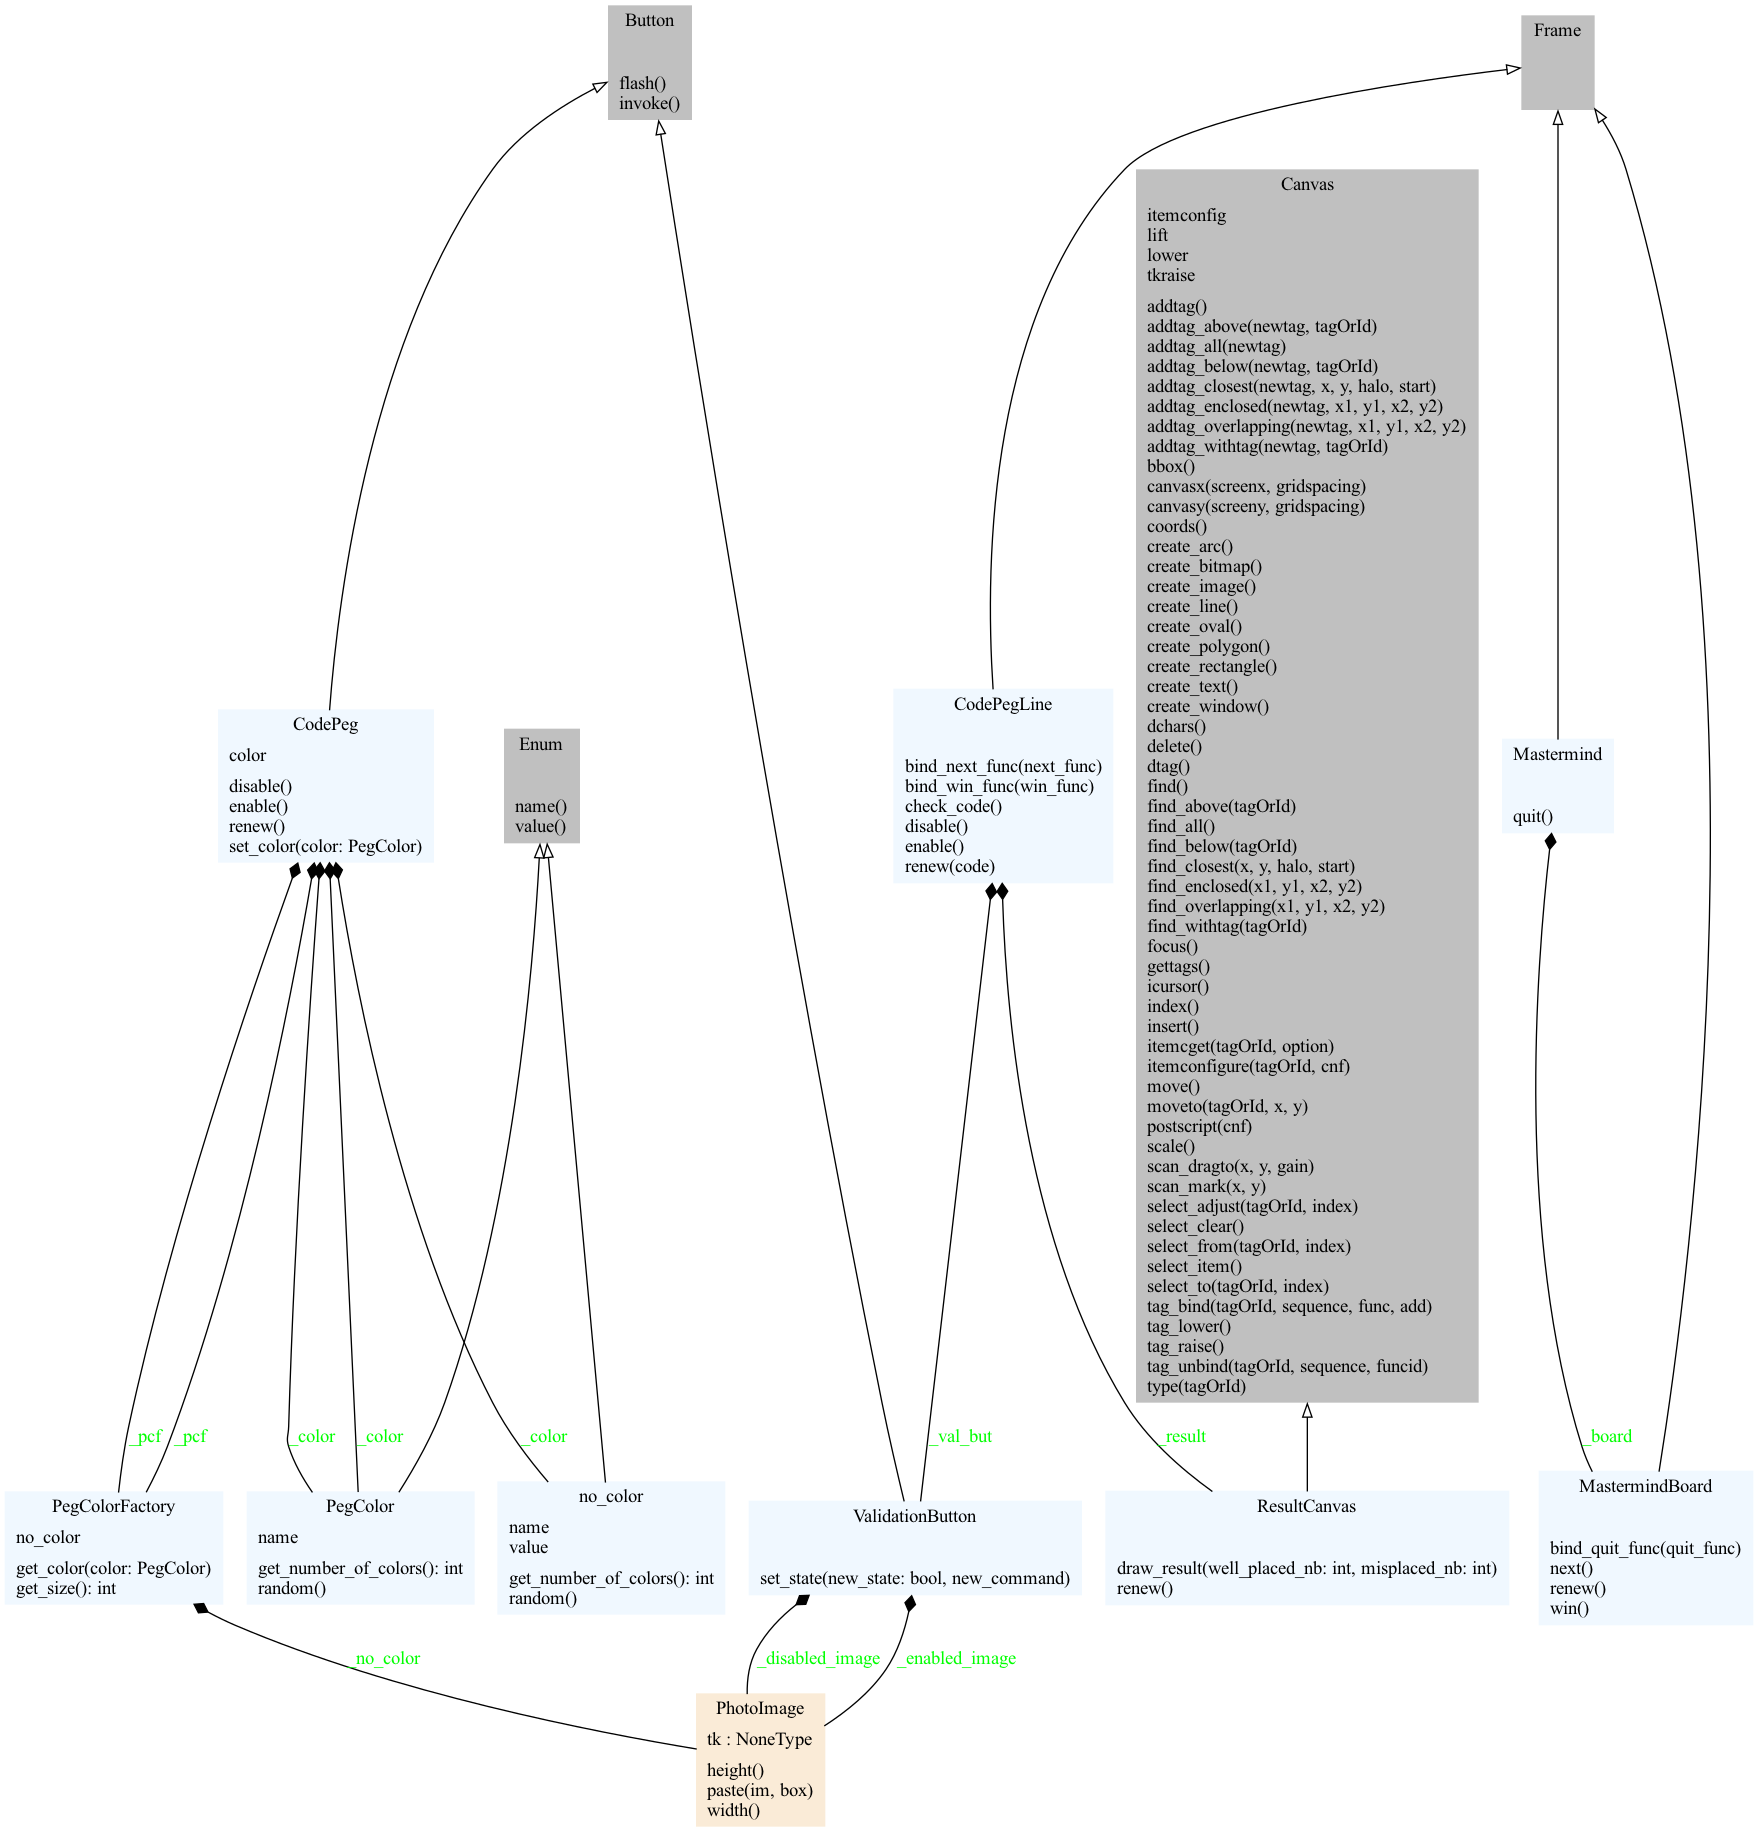 Button
flash()
invoke()
Frame
Canvas
itemconfig
lift
lower
tkraise
addtag()
addtag_above(newtag, tagOrId)
addtag_all(newtag)
addtag_below(newtag, tagOrId)
addtag_closest(newtag, x, y, halo, start)
addtag_enclosed(newtag, x1, y1, x2, y2)
addtag_overlapping(newtag, x1, y1, x2, y2)
addtag_withtag(newtag, tagOrId)
bbox()
canvasx(screenx, gridspacing)
canvasy(screeny, gridspacing)
coords()
create_arc()
create_bitmap()
create_image()
create_line()
create_oval()
create_polygon()
create_rectangle()
create_text()
create_window()
dchars()
delete()
dtag()
find()
find_above(tagOrId)
find_all()
find_below(tagOrId)
find_closest(x, y, halo, start)
find_enclosed(x1, y1, x2, y2)
find_overlapping(x1, y1, x2, y2)
find_withtag(tagOrId)
focus()
gettags()
icursor()
index()
insert()
itemcget(tagOrId, option)
itemconfigure(tagOrId, cnf)
move()
moveto(tagOrId, x, y)
postscript(cnf)
scale()
scan_dragto(x, y, gain)
scan_mark(x, y)
select_adjust(tagOrId, index)
select_clear()
select_from(tagOrId, index)
select_item()
select_to(tagOrId, index)
tag_bind(tagOrId, sequence, func, add)
tag_lower()
tag_raise()
tag_unbind(tagOrId, sequence, funcid)
type(tagOrId)
CodePeg
color
disable()
enable()
renew()
set_color(color: PegColor)
Enum
name()
value()
CodePegLine
bind_next_func(next_func)
bind_win_func(win_func)
check_code()
disable()
enable()
renew(code)
Mastermind
quit()
_pcf
_pcf
_color
_color
_color
_val_but
_result
_board
PegColorFactory
no_color
get_color(color: PegColor)
get_size(): int
PegColor
name
get_number_of_colors(): int
random()
no_color
name
value
get_number_of_colors(): int
random()
ValidationButton
set_state(new_state: bool, new_command)
ResultCanvas
draw_result(well_placed_nb: int, misplaced_nb: int)
renew()
MastermindBoard
bind_quit_func(quit_func)
next()
renew()
win()
no_color
_disabled_image
_enabled_image
PhotoImage
tk : NoneType
height()
paste(im, box)
width()